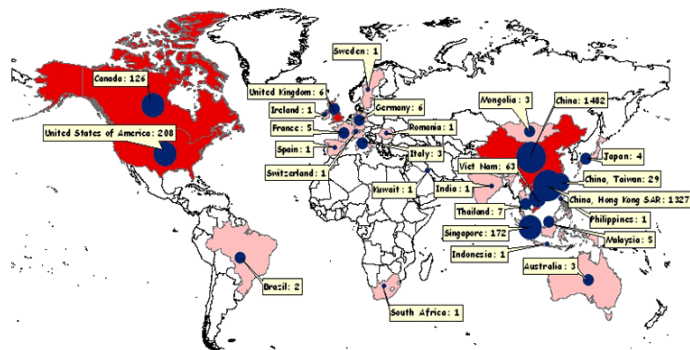 Sweden: 1
Canada: 126
United Kingdom: 6
Ireland: 1
Germany: 6
Mongolia: 3
China: 1482
United States of America: 208
France: 5
Romania: 1
Spain: 1
Italy: 3
Viet Nam: 63
Japan: 4
Switzerland: 1
Kuwait: 1
India: 1
China, Taiwan: 29
China, Hong Kong SAR: 1327
Thailand: 7
Philippines: 1
Singapore: 172
Malaysia: 5
Indonesia: 1
Australia: 3
Brazil: 2
South Africa: 1